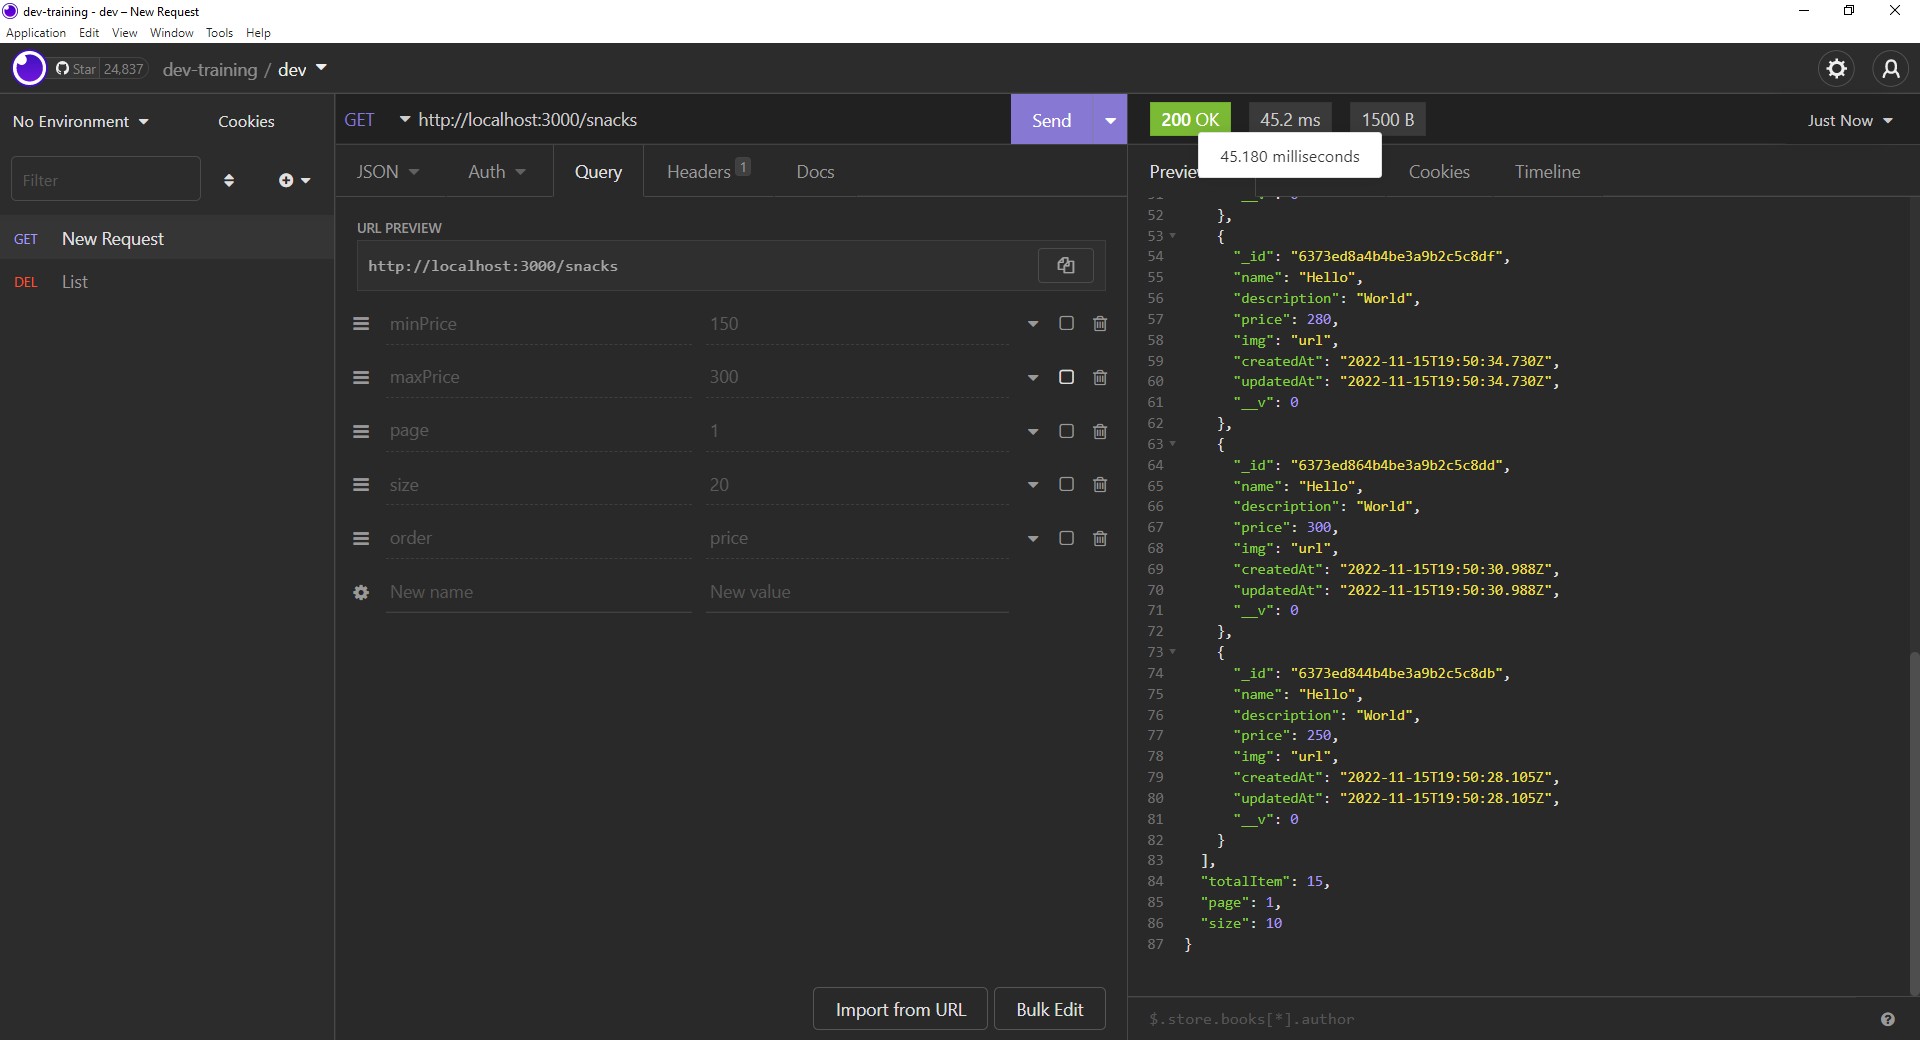 dev-training - dev – New Request
Application Edit View Window Tools Help
Star 24,837 dev-training / dev
No Environment Cookies
Filter
GET New Request
DEL List
GET http://localhost:3000/snacks Send
JSON Auth Query Headers 1 Docs
URL PREVIEW
http://localhost:3000/snacks
minPrice 150
maxPrice 300
page 1
size 20
order price
New name New value
Import from URL Bulk Edit
200 OK 45.2 ms 1500 B Just Now
45.180 milliseconds
Cookies Timeline
52 },
53 {
54 "_id": "6373ed8a4b4be3a9b2c5c8df",
55 "name": "Hello",
56 "description": "World",
57 "price": 280,
58 "img": "url",
59 "createdAt": "2022-11-15T19:50:34.730Z",
60 "updatedAt": "2022-11-15T19:50:34.730Z",
61 "__v": 0
62 },
63 {
64 "_id": "6373ed864b4be3a9b2c5c8dd",
65 "name": "Hello",
66 "description": "World",
67 "price": 300,
68 "img": "url",
69 "createdAt": "2022-11-15T19:50:30.988Z",
70 "updatedAt": "2022-11-15T19:50:30.988Z",
71 "__v": 0
72 },
73 {
74 "_id": "6373ed844b4be3a9b2c5c8db",
75 "name": "Hello",
76 "description": "World",
77 "price": 250,
78 "img": "url",
79 "createdAt": "2022-11-15T19:50:28.105Z",
80 "updatedAt": "2022-11-15T19:50:28.105Z",
81 "__v": 0
82 }
83 ],
84 "totalItem": 15,
85 "page": 1,
86 "size": 10
87 }
$.store.books[*].author